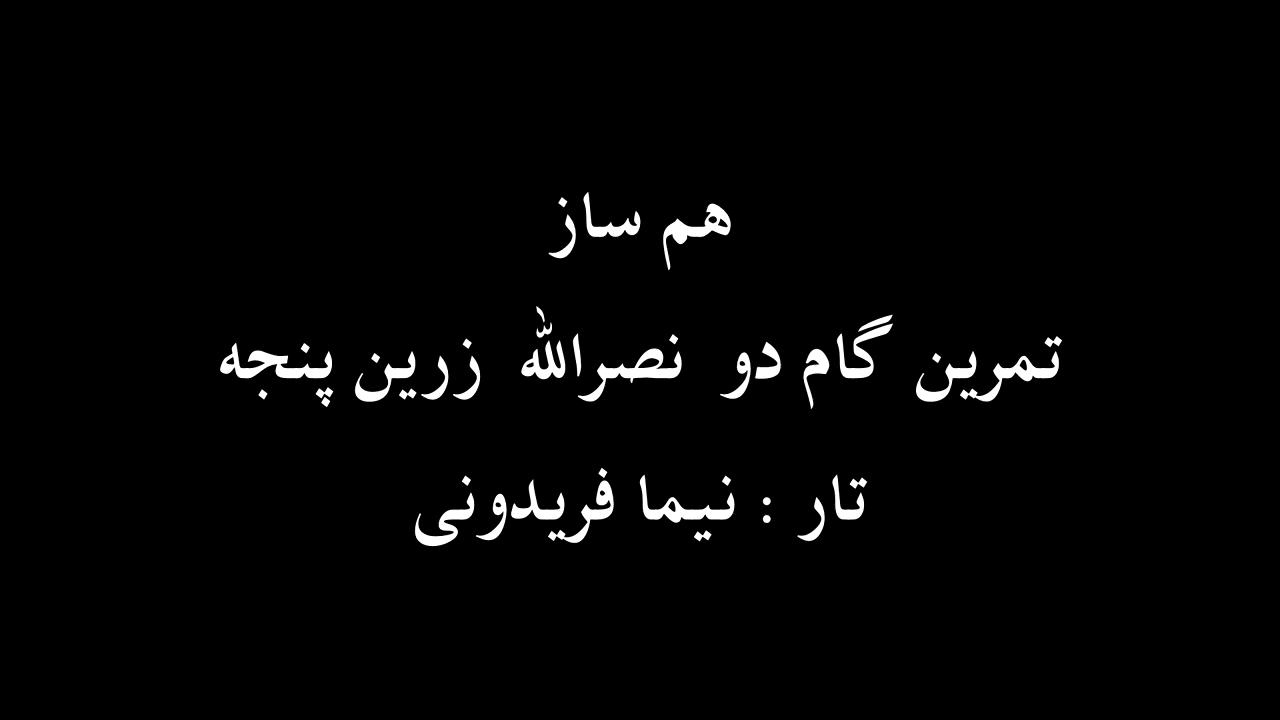 هم ساز
تمرین گام دو نصرالله زرین پنجه
تار : نیما فریدونی